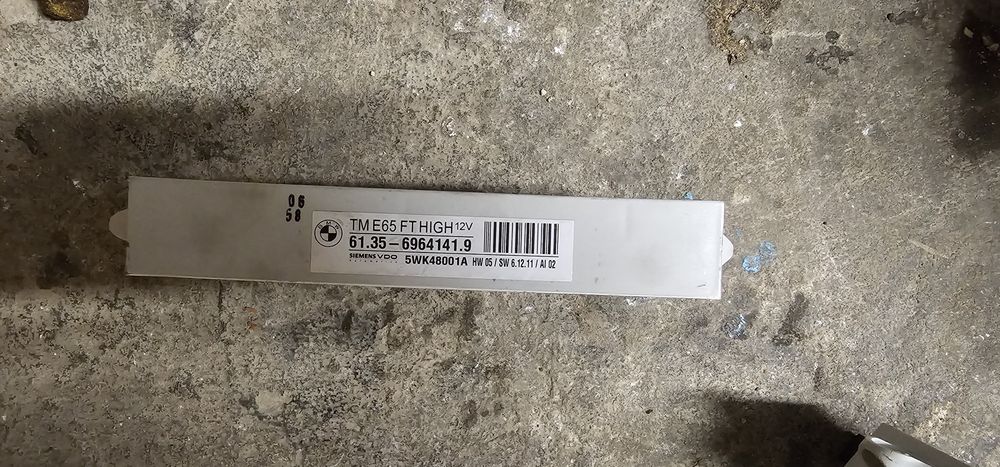 06
58
TM E65 FT HIGH 12V
61.35-6964141.9
SIEMENS VDO
5WK48001A HW 05 / SW 6.12.11 / AI 02